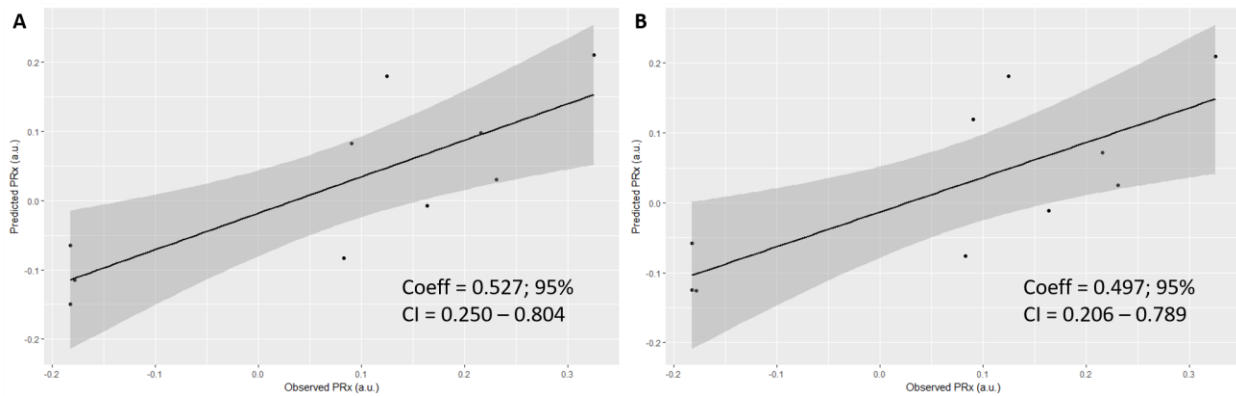 A
Predicted PRx (a.u.)
0.2
0.1
0.0
-0.1
-0.2
Coeff = 0.527; 95%
CI = 0.250 – 0.804
-0.2 -0.1 0.0 0.1 0.2 0.3
Observed PRx (a.u.)
B
Predicted PRx (a.u.)
0.2
0.1
0.0
-0.1
-0.2
Coeff = 0.497; 95%
CI = 0.206 – 0.789
-0.2 -0.1 0.0 0.1 0.2 0.3
Observed PRx (a.u.)